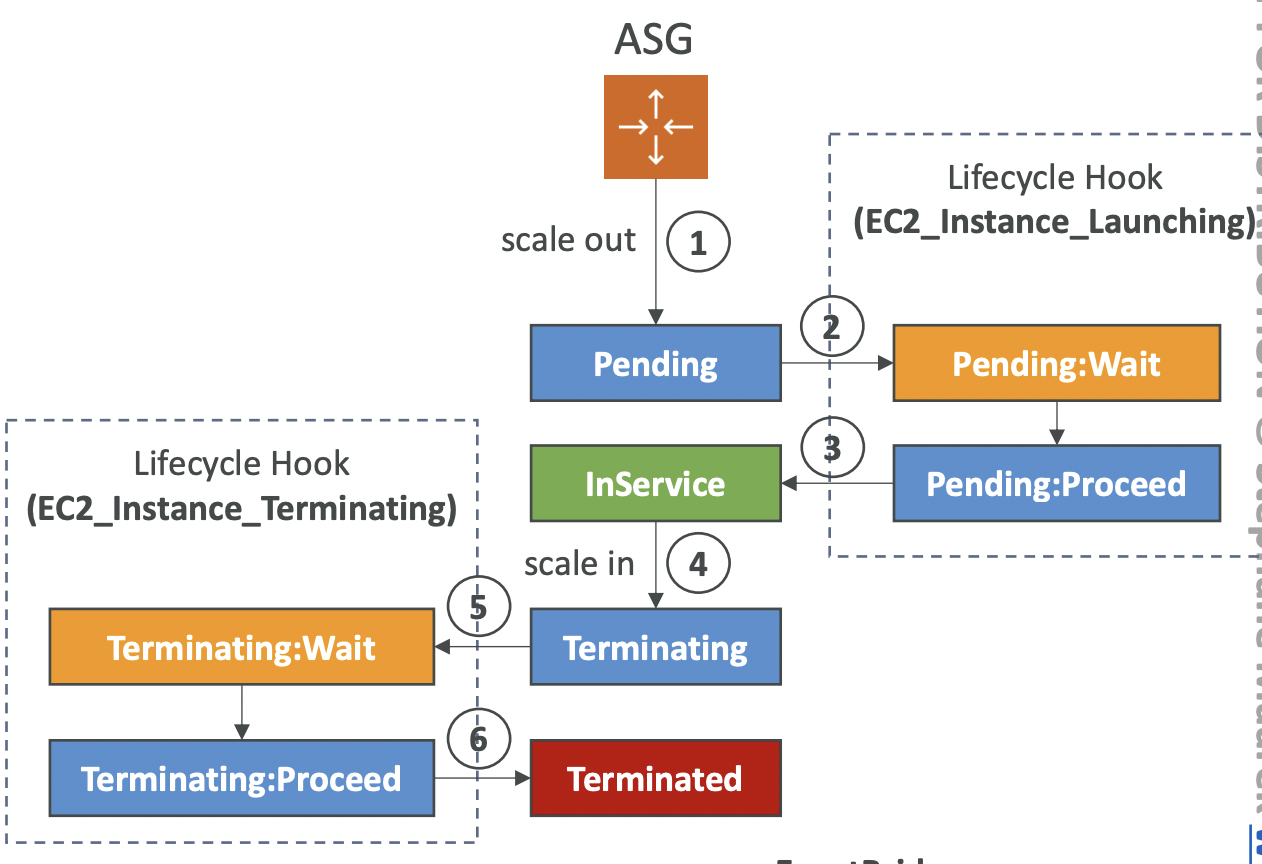 ASG
scale out
1
Lifecycle Hook
(EC2_Instance_Launching)
Pending
2
Pending:Wait
InService
3
Pending:Proceed
Lifecycle Hook
(EC2_Instance_Terminating)
scale in
4
Terminating:Wait
5
Terminating
Terminating:Proceed
6
Terminated